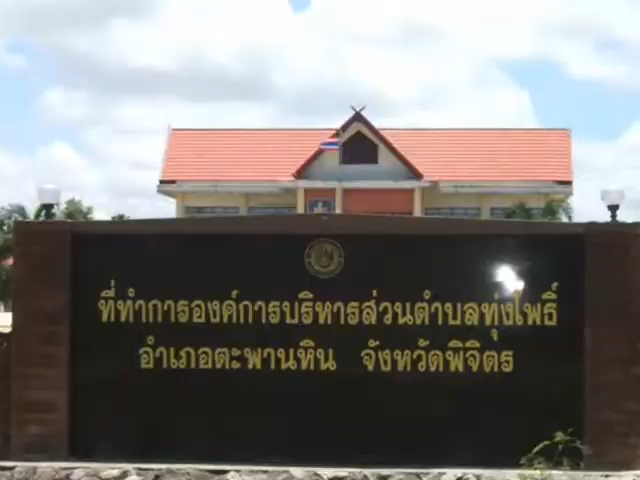 ที่ทำการองค์การบริหารส่วนตำบลทุ่งโพธิ์
อำเภอตะพานหิน จังหวัดพิจิตร